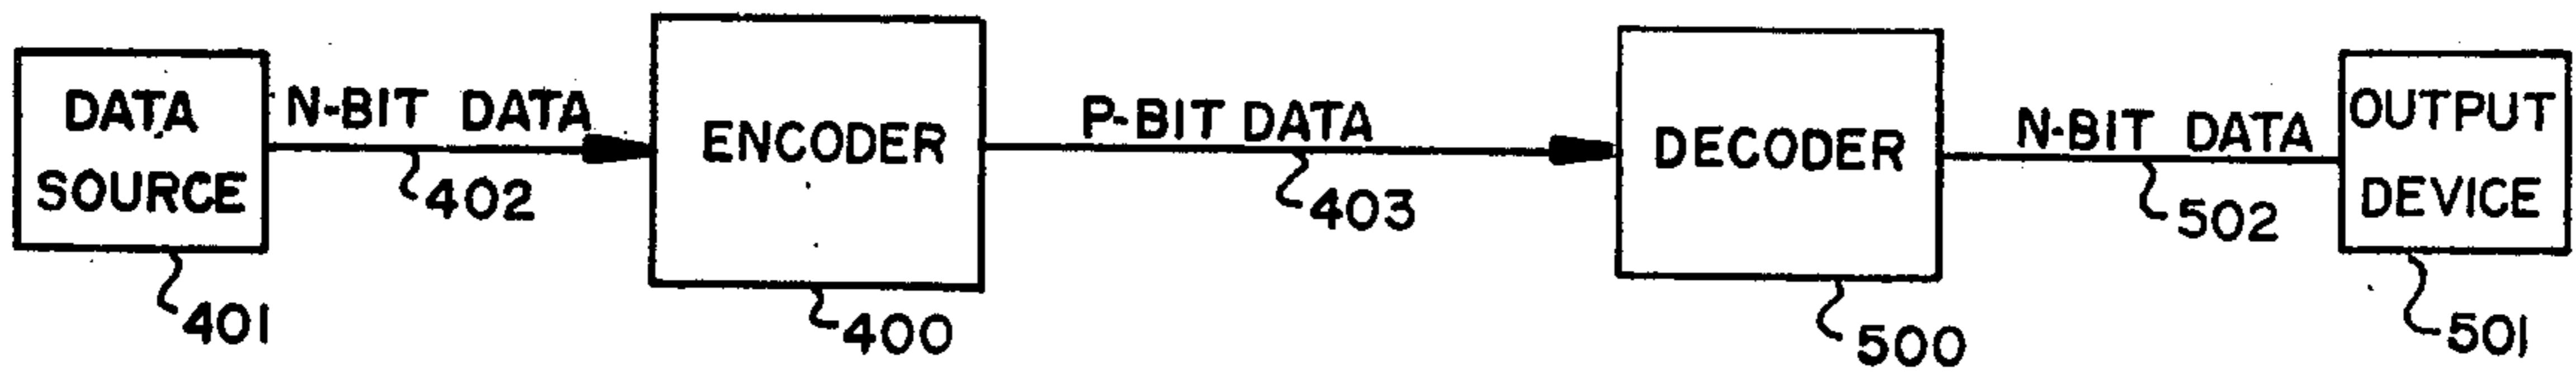 DATA
SOURCE
401
N-BIT DATA
402
ENCODER
400
P-BIT DATA
403
DECODER
500
N-BIT DATA
502
OUTPUT
DEVICE
501